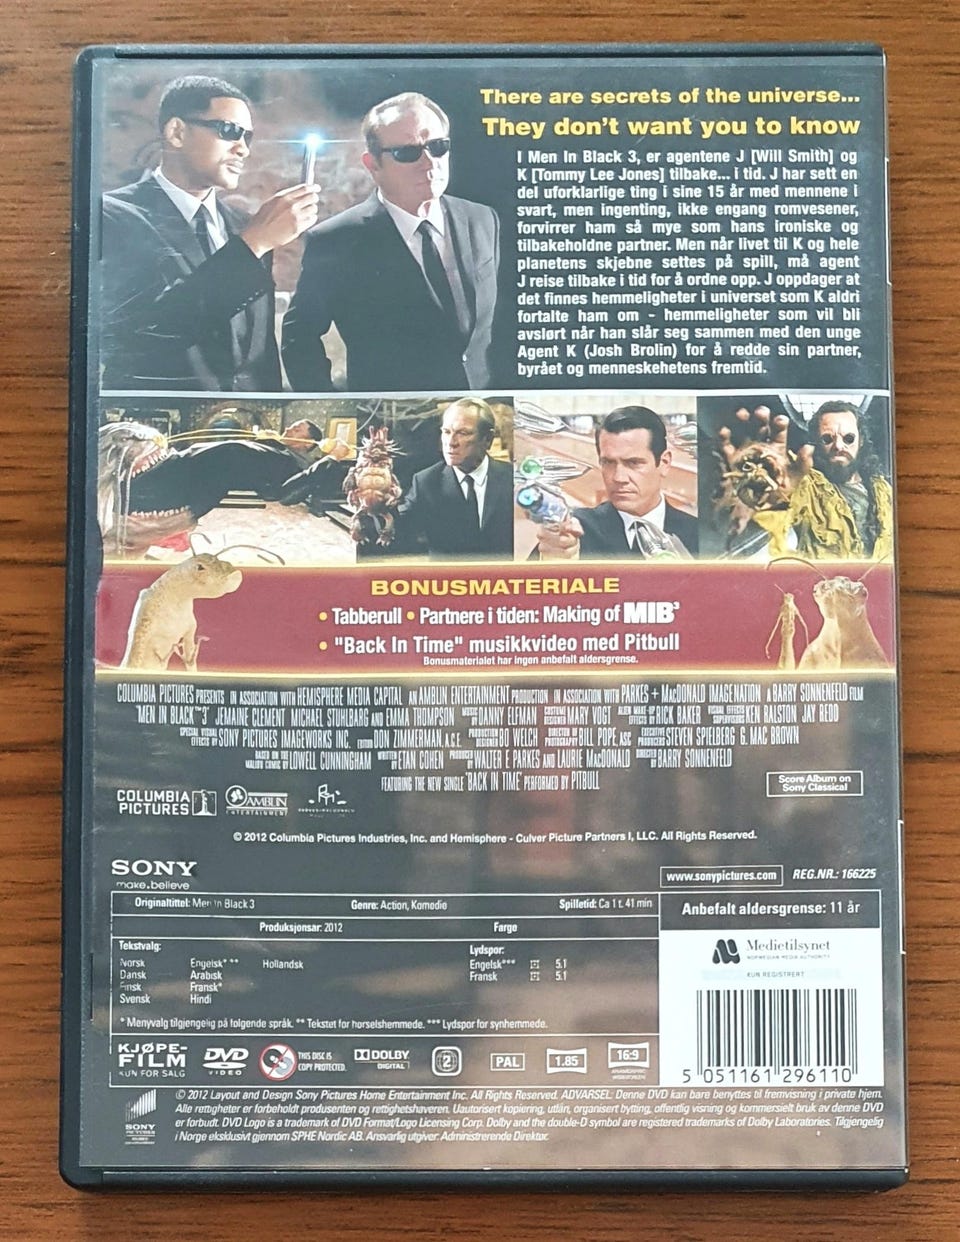 There are secrets of the universe...
They don't want you to know
I Men In Black 3, er agentene J [Will Smith] og
K [Tommy Lee Jones] tilbake... i tid. J har sett en
del uforklarlige ting i sine 15 år med mennene i
svart, men ingenting, ikke engang romvesener,
forvirrer ham så mye som hans ironiske og
tilbakeholdne partner. Men når livet til K og hele
planetens skjebne settes på spill, må agent
J reise tilbake i tid for å ordne opp. J oppdager at
det finnes hemmeligheter i universet som K aldri
fortalte ham om - hemmeligheter som vil bli
avslørt når han slår seg sammen med den unge
Agent K (Josh Brolin) for å redde sin partner,
byrået og menneskehetens fremtid.
BONUSMATERIALE
• Tabberull • Partnere i tiden: Making of MIB³
• "Back In Time" musikkvideo med Pitbull
Bonusmaterialet har ingen anbefalt aldersgrense.
COLUMBIA PICTURES PRESENTS IN ASSOCIATION WITH HEMISPHERE MEDIA CAPITAL AN AMBLIN ENTERTAINMENT PRODUCTION IN ASSOCIATION WITH PARKES + MACDONALD IMAGE NATION A BARRY SONNENFELD FILM
"MEN IN BLACK™3" JEMAINE CLEMENT MICHAEL STUHLBARG AND EMMA THOMPSON MUSIC BY DANNY ELFMAN COSTUME DESIGNER MARY VOGT ALIEN MAKE-UP EFFECTS BY RICK BAKER VISUAL EFFECTS SUPERVISORS KEN RALSTON JAY REDD
SPECIAL VISUAL EFFECTS BY SONY PICTURES IMAGEWORKS INC. EDITOR DON ZIMMERMAN, A.C.E. PRODUCTION DESIGNER BO WELCH DIRECTOR OF PHOTOGRAPHY BILL POPE, ASC EXECUTIVE PRODUCERS STEVEN SPIELBERG G. MAC BROWN
BASED ON THE MALIBU COMIC BY LOWELL CUNNINGHAM WRITTEN BY ETAN COHEN PRODUCED BY WALTER F. PARKES AND LAURIE MACDONALD DIRECTED BY BARRY SONNENFELD
FEATURING THE NEW SINGLE "BACK IN TIME" PERFORMED BY PITBULL
Score Album on
Sony Classical
COLUMBIA
PICTURES
AMBLIN
ENTERTAINMENT
© 2012 Columbia Pictures Industries, Inc. and Hemisphere - Culver Picture Partners I, LLC. All Rights Reserved.
SONY
make.believe
www.sonypictures.com
REG.NR.: 166225
Originaltittel: Men In Black 3 Genre: Action, Komedie Spilletid: Ca 1 t. 41 min
Produksjonsår: 2012 Farge
Tekstvalg: Lydspor:
Norsk Engelsk** Hollandsk Engelsk*** 5.1
Dansk Arabisk Fransk 5.1
Finsk Fransk*
Svensk Hindi
* Menyvalg tilgjengelig på følgende språk. ** Tekstet for hørselshemmede. *** Lydspor for synhemmede.
Anbefalt aldersgrense: 11 år
Medietilsynet
NORWEGIAN MEDIA AUTHORITY
KUN REGISTRERT
5 051161 296110
KJØPE-
FILM
KUN FOR SALG
DVD
VIDEO
THIS DISC IS
COPY PROTECTED.
DOLBY
DIGITAL
2
PAL
1.85
16:9
ANAMORPHIC
WIDESCREEN
SONY
PICTURES
© 2012 Layout and Design Sony Pictures Home Entertainment Inc. All Rights Reserved. ADVARSEL: Denne DVD kan bare benyttes til fremvisning i private hjem.
Alle rettigheter er forbeholdt produsenten og rettighetshaveren. Uautorisert kopiering, utlån, organisert bytting, offentlig visning og kommersielt bruk av denne DVD
er forbudt. DVD Logo is a trademark of DVD Format/Logo Licensing Corp. Dolby and the double-D symbol are registered trademarks of Dolby Laboratories. Tilgjengelig
i Norge eksklusivt gjennom SPHE Nordic AB. Ansvarlig utgiver: Administrerende Direktør.